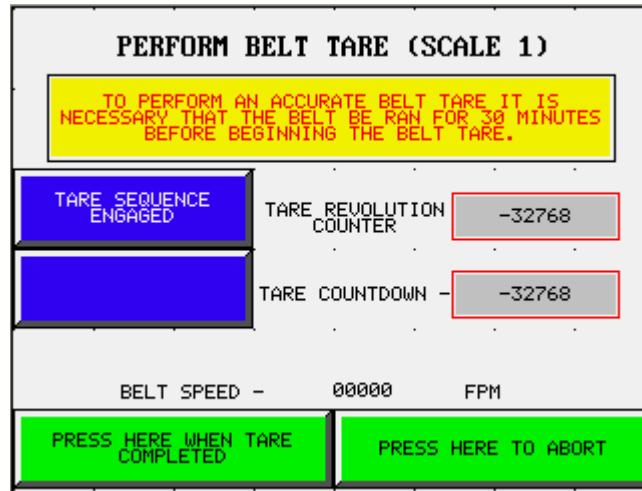 PERFORM BELT TARE (SCALE 1)
TO PERFORM AN ACCURATE BELT TARE IT IS
NECESSARY THAT THE BELT BE RAN FOR 30 MINUTES
BEFORE BEGINNING THE BELT TARE.
TARE SEQUENCE
ENGAGED
TARE REVOLUTION
COUNTER
-32768
TARE COUNTDOWN -
-32768
BELT SPEED - 00000 FPM
PRESS HERE WHEN TARE
COMPLETED
PRESS HERE TO ABORT